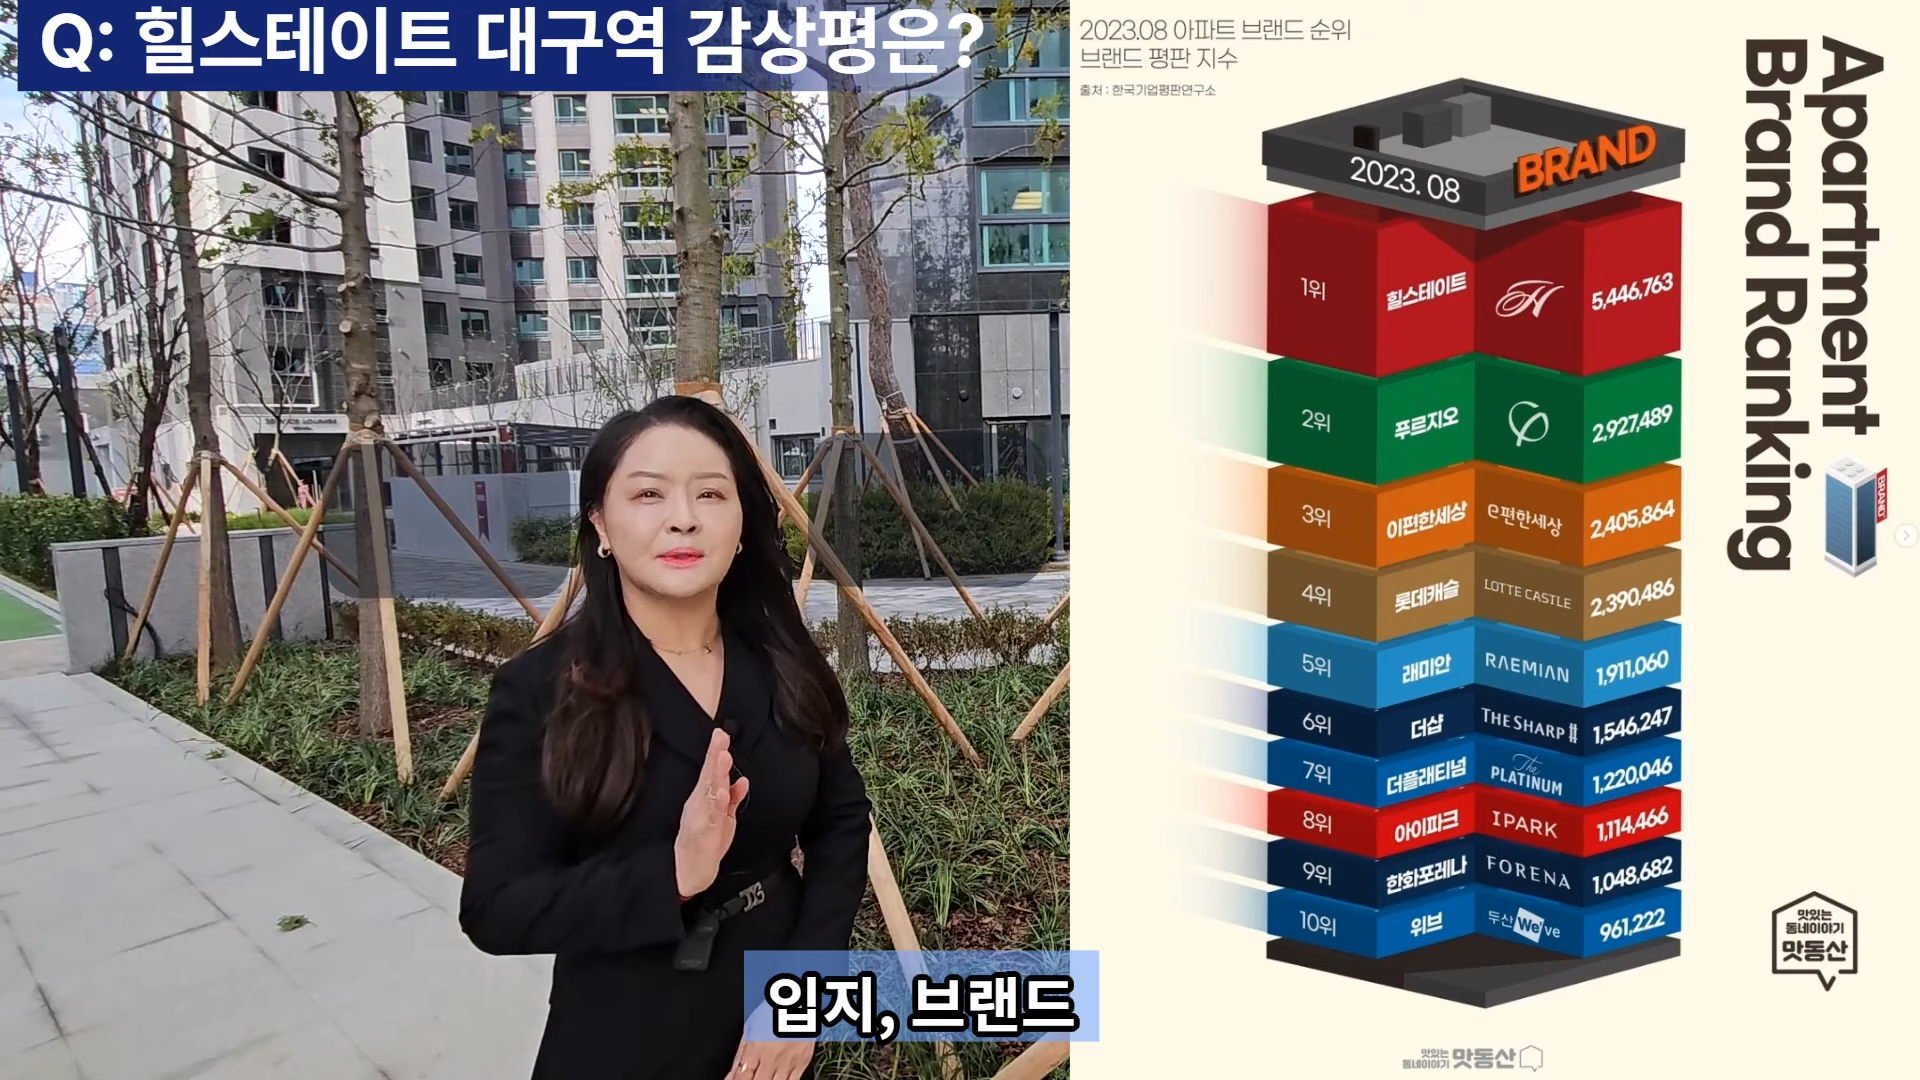 Q: 힐스테이트 대구역 감상평은?
입지, 브랜드
2023.08 아파트 브랜드 순위
브랜드 평판 지수
출처 : 한국기업평판연구소
2023. 08 BRAND
1위 힐스테이트 H 5,446,763
2위 푸르지오 2,927,489
3위 이편한세상 e편한세상 2,405,864
4위 롯데캐슬 LOTTE CASTLE 2,390,486
5위 래미안 RAEMIAN 1,911,060
6위 더샵 THE SHARP 1,546,247
7위 더플래티넘 The PLATINUM 1,220,046
8위 아이파크 IPARK 1,114,466
9위 한화포레나 FORENA 1,048,682
10위 위브 두산 We've 961,222
Apartment
Brand Ranking
BRAND
맛있는
동네이야기
맛동산
맛있는
동네이야기 맛동산